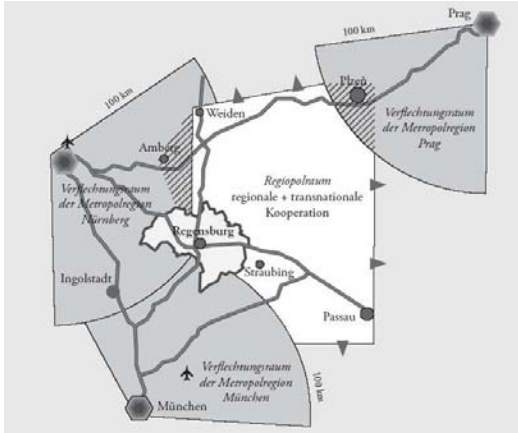 Prag
100 km
Plzeň
100 km
Weiden
Verflechtungsraum
der Metropolregion
Prag
Amberg
Regiopolraum
regionale + transnationale
Kooperation
Verflechtungsraum
der Metropolregion
Nürnberg
Regensburg
Straubing
Ingolstadt
Passau
Verflechtungsraum
der Metropolregion
München
100 km
München